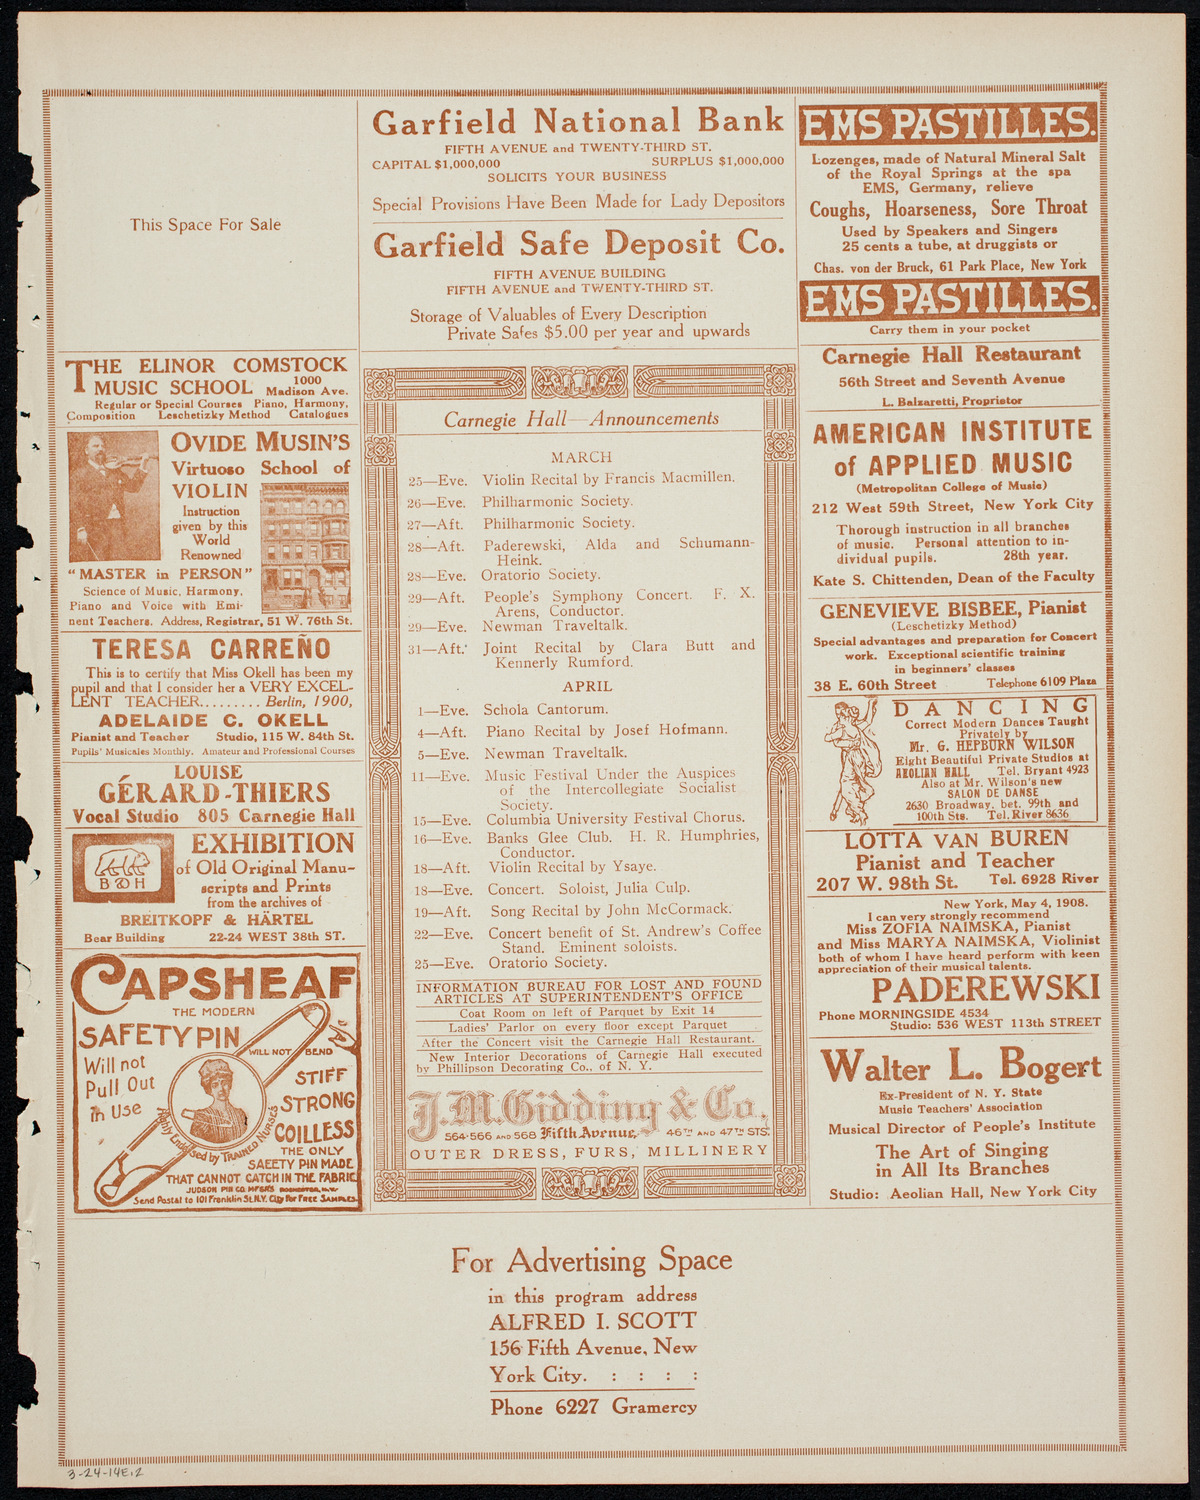 This Space For Sale
THE ELINOR COMSTOCK
MUSIC SCHOOL 1000 Madison Ave.
Regular or Special Courses Piano, Harmony,
Composition Leschetizky Method Catalogues
OVIDE MUSIN'S
Virtuoso School of
VIOLIN
Instruction
given by this
World
Renowned
"MASTER in PERSON"
Science of Music, Harmony,
Piano and Voice with Emi-
nent Teachers. Address, Registrar, 51 W. 76th St.
TERESA CARREÑO
This is to certify that Miss Okell has been my
pupil and that I consider her a VERY EXCEL-
LENT TEACHER......... Berlin, 1900,
ADELAIDE C. OKELL
Pianist and Teacher Studio, 115 W. 84th St.
Pupils' Musicales Monthly. Amateur and Professional Courses
LOUISE
GÉRARD-THIERS
Vocal Studio 805 Carnegie Hall
B & H
EXHIBITION
of Old Original Manu-
scripts and Prints
from the archives of
BREITKOPF & HÄRTEL
Bear Building 22-24 WEST 38th ST.
CAPSHEAF
THE MODERN
SAFETY PIN
WILL NOT BEND
Will not
Pull Out
in Use
STIFF
STRONG
COILLESS
Highly Endorsed by TRAINED NURSES
THE ONLY
SAFETY PIN MADE
THAT CANNOT CATCH IN THE FABRIC
JUDSON PIN CO. MFGRS. ROCHESTER, N.Y.
Send Postal to 101 Franklin St. N.Y. City for FREE SAMPLES
Garfield National Bank
FIFTH AVENUE and TWENTY-THIRD ST.
CAPITAL $1,000,000 SURPLUS $1,000,000
SOLICITS YOUR BUSINESS
Special Provisions Have Been Made for Lady Depositors
Garfield Safe Deposit Co.
FIFTH AVENUE BUILDING
FIFTH AVENUE and TWENTY-THIRD ST.
Storage of Valuables of Every Description
Private Safes $5.00 per year and upwards
Carnegie Hall—Announcements
MARCH
25—Eve. Violin Recital by Francis Macmillen.
26—Eve. Philharmonic Society.
27—Aft. Philharmonic Society.
28—Aft. Paderewski, Alda and Schumann-
Heink.
28—Eve. Oratorio Society.
29—Aft. People's Symphony Concert. F. X.
Arens, Conductor.
29—Eve. Newman Traveltalk.
31—Aft. Joint Recital by Clara Butt and
Kennerly Rumford.
APRIL
1—Eve. Schola Cantorum.
4—Aft. Piano Recital by Josef Hofmann.
5—Eve. Newman Traveltalk.
11—Eve. Music Festival Under the Auspices
of the Intercollegiate Socialist
Society.
15—Eve. Columbia University Festival Chorus.
16—Eve. Banks Glee Club. H. R. Humphries,
Conductor.
18—Aft. Violin Recital by Ysaye.
18—Eve. Concert. Soloist, Julia Culp.
19—Aft. Song Recital by John McCormack.
22—Eve. Concert benefit of St. Andrew's Coffee
Stand. Eminent soloists.
25—Eve. Oratorio Society.
INFORMATION BUREAU FOR LOST AND FOUND
ARTICLES AT SUPERINTENDENT'S OFFICE
Coat Room on left of Parquet by Exit 14
Ladies' Parlor on every floor except Parquet
After the Concert visit the Carnegie Hall Restaurant.
New Interior Decorations of Carnegie Hall executed
by Phillipson Decorating Co., of N. Y.
J. M. Gidding & Co.
564-566 AND 568 Fifth Avenue, 46TH AND 47TH STS.
OUTER DRESS, FURS, MILLINERY
EMS PASTILLES.
Lozenges, made of Natural Mineral Salt
of the Royal Springs at the spa
EMS, Germany, relieve
Coughs, Hoarseness, Sore Throat
Used by Speakers and Singers
25 cents a tube, at druggists or
Chas. von der Bruck, 61 Park Place, New York
EMS PASTILLES.
Carry them in your pocket
Carnegie Hall Restaurant
56th Street and Seventh Avenue
L. Balzaretti, Proprietor
AMERICAN INSTITUTE
of APPLIED MUSIC
(Metropolitan College of Music)
212 West 59th Street, New York City
Thorough instruction in all branches
of music. Personal attention to in-
dividual pupils. 28th year.
Kate S. Chittenden, Dean of the Faculty
GENEVIEVE BISBEE, Pianist
(Leschetizky Method)
Special advantages and preparation for Concert
work. Exceptional scientific training
in beginners' classes
38 E. 60th Street Telephone 6109 Plaza
DANCING
Correct Modern Dances Taught
Privately by
Mr. G. HEPBURN WILSON
Eight Beautiful Private Studios at
AEOLIAN HALL Tel. Bryant 4923
Also at Mr. Wilson's new
SALON DE DANSE
2630 Broadway, bet. 99th and
100th Sts. Tel. River 8636
LOTTA VAN BUREN
Pianist and Teacher
207 W. 98th St. Tel. 6928 River
New York, May 4, 1908.
I can very strongly recommend
Miss ZOFIA NAIMSKA, Pianist
and Miss MARYA NAIMSKA, Violinist
both of whom I have heard perform with keen
appreciation of their musical talents.
PADEREWSKI
Phone MORNINGSIDE 4534
Studio: 536 WEST 113th STREET
Walter L. Bogert
Ex-President of N. Y. State
Music Teachers' Association
Musical Director of People's Institute
The Art of Singing
in All Its Branches
Studio: Aeolian Hall, New York City
For Advertising Space
in this program address
ALFRED I. SCOTT
156 Fifth Avenue, New
York City. : : : :
Phone 6227 Gramercy
3-24-14E.2